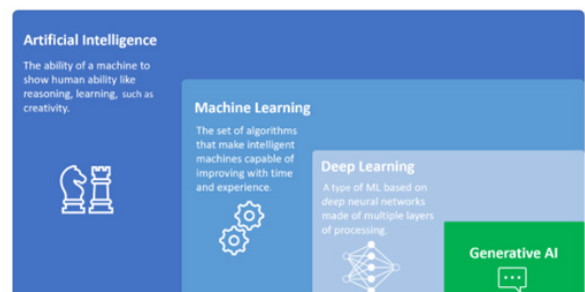 Artificial Intelligence
The ability of a machine to
show human ability like
reasoning, learning, such as
creativity.
Machine Learning
The set of algorithms
that make intelligent
machines capable of
improving with time
and experience.
Deep Learning
A type of ML based on
deep neural networks
made of multiple layers
of processing.
Generative AI